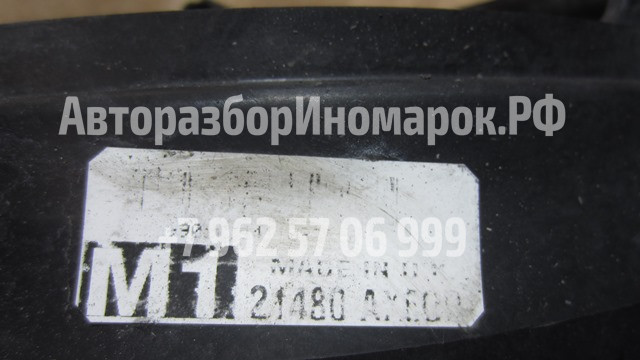 АвторазборИномарок.РФ
+7 962 57 06 999
MADE IN
M1
21480